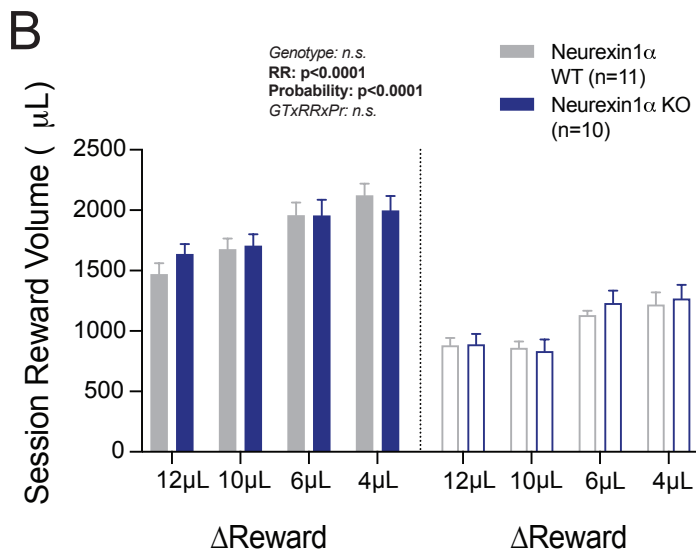 B
Genotype: n.s.
RR: p<0.0001
Probability: p<0.0001
GTxRRxPr: n.s.
Neurexin1α
WT (n=11)
Neurexin1α KO
(n=10)
Session Reward Volume ( μL)
2500
2000
1500
1000
500
0
12μL 10μL 6μL 4μL 12μL 10μL 6μL 4μL
ΔReward ΔReward